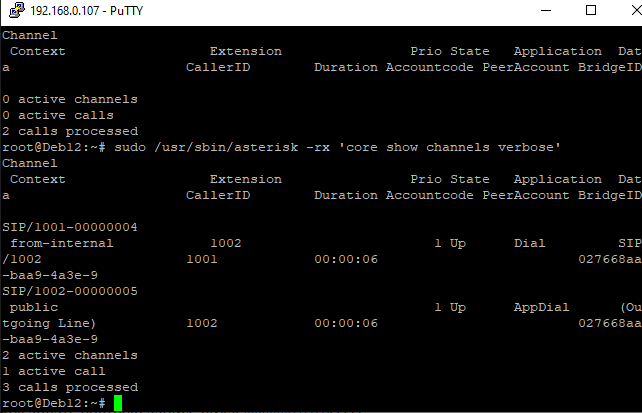 192.168.0.107 - PuTTY
Channel
 Context                  Extension                Prio State   Application  Dat
a                      CallerID        Duration Accountcode PeerAccount BridgeID

0 active channels
0 active calls
2 calls processed
root@Deb12:~# sudo /usr/sbin/asterisk -rx 'core show channels verbose'
Channel
 Context                  Extension                Prio State   Application  Dat
a                      CallerID        Duration Accountcode PeerAccount BridgeID

SIP/1001-00000004
 from-internal            1002                        1 Up      Dial         SIP
/1002                  1001            00:00:06                         027668aa
-baa9-4a3e-9
SIP/1002-00000005
 public                                               1 Up      AppDial      (Ou
tgoing Line)           1002            00:00:06                         027668aa
-baa9-4a3e-9
2 active channels
1 active call
3 calls processed
root@Deb12:~#